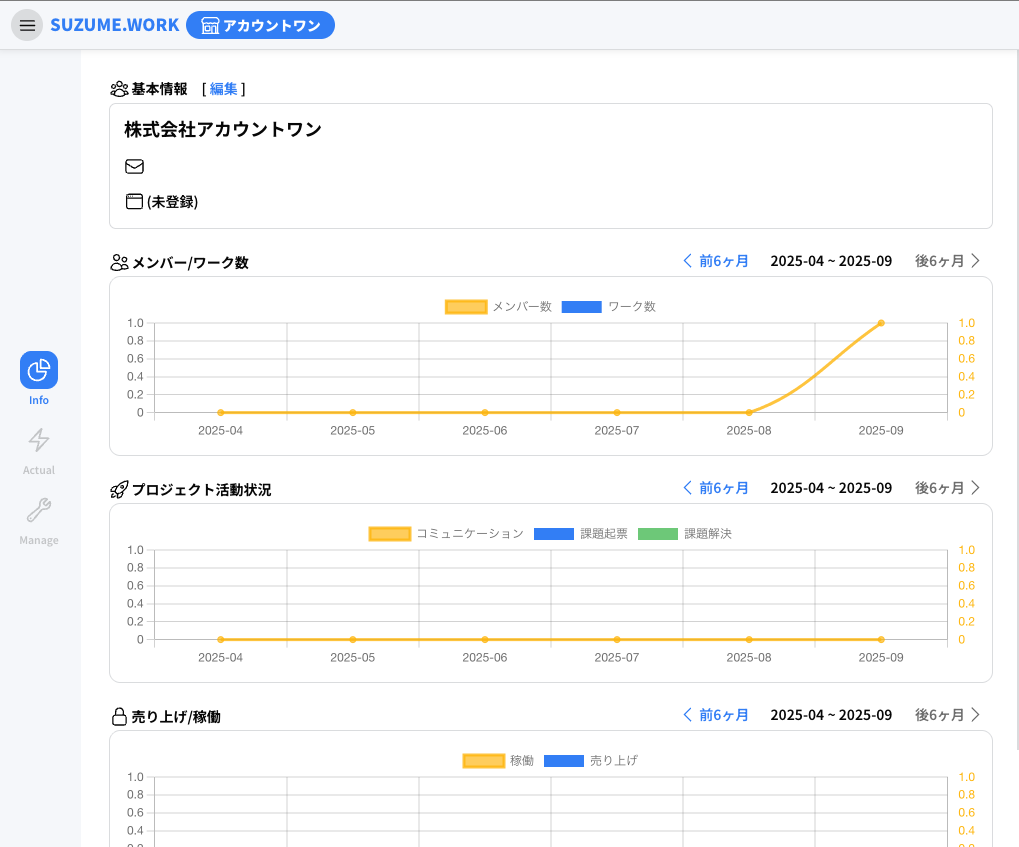 SUZUME.WORK アカウントワン
基本情報 [ 編集 ]
株式会社アカウントワン
(未登録)
メンバー/ワーク数 前6ヶ月 2025-04 ~ 2025-09 後6ヶ月
メンバー数 ワーク数
1.0 1.0
0.8 0.8
0.6 0.6
0.4 0.4
0.2 0.2
0 0
2025-04 2025-05 2025-06 2025-07 2025-08 2025-09
Info
Actual
Manage
プロジェクト活動状況 前6ヶ月 2025-04 ~ 2025-09 後6ヶ月
コミュニケーション 課題起票 課題解決
1.0 1.0
0.8 0.8
0.6 0.6
0.4 0.4
0.2 0.2
0 0
2025-04 2025-05 2025-06 2025-07 2025-08 2025-09
売り上げ/稼働 前6ヶ月 2025-04 ~ 2025-09 後6ヶ月
稼働 売り上げ
1.0 1.0
0.8 0.8
0.6 0.6
0.4 0.4